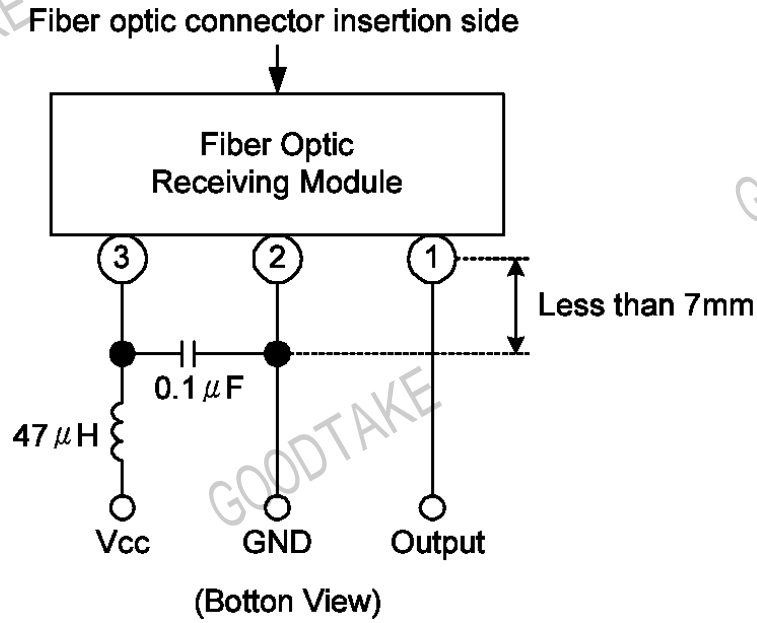 Fiber optic connector insertion side
Fiber Optic
Receiving Module
3 2 1
Less than 7mm
0.1μF
47μH
GOODTAKE
Vcc GND Output
(Botton View)